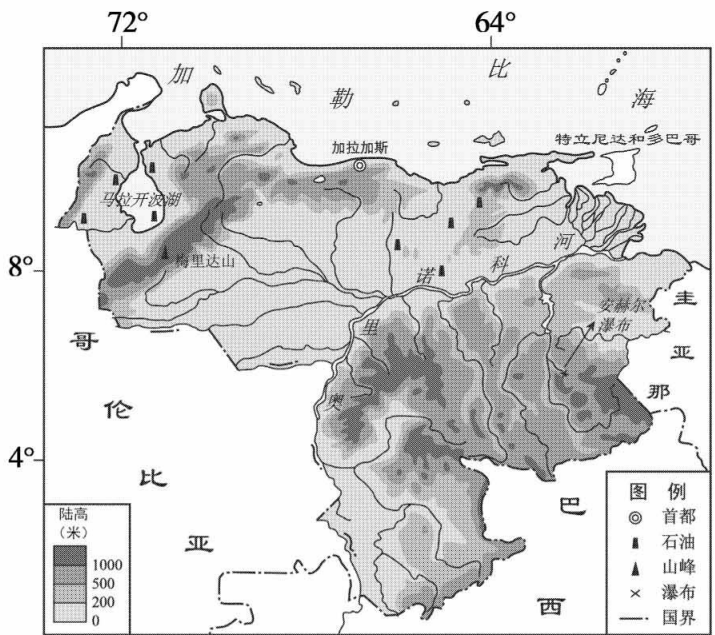 72°
64°
加勒比海
加拉加斯
特立尼达和多巴哥
马拉开波湖
梅里达山
8°
奥里诺科河
安赫尔
瀑布
圭亚那
哥伦比亚
4°
巴西
陆高
(米)
1000
500
200
0
图 例
首都
石油
山峰
瀑布
国界